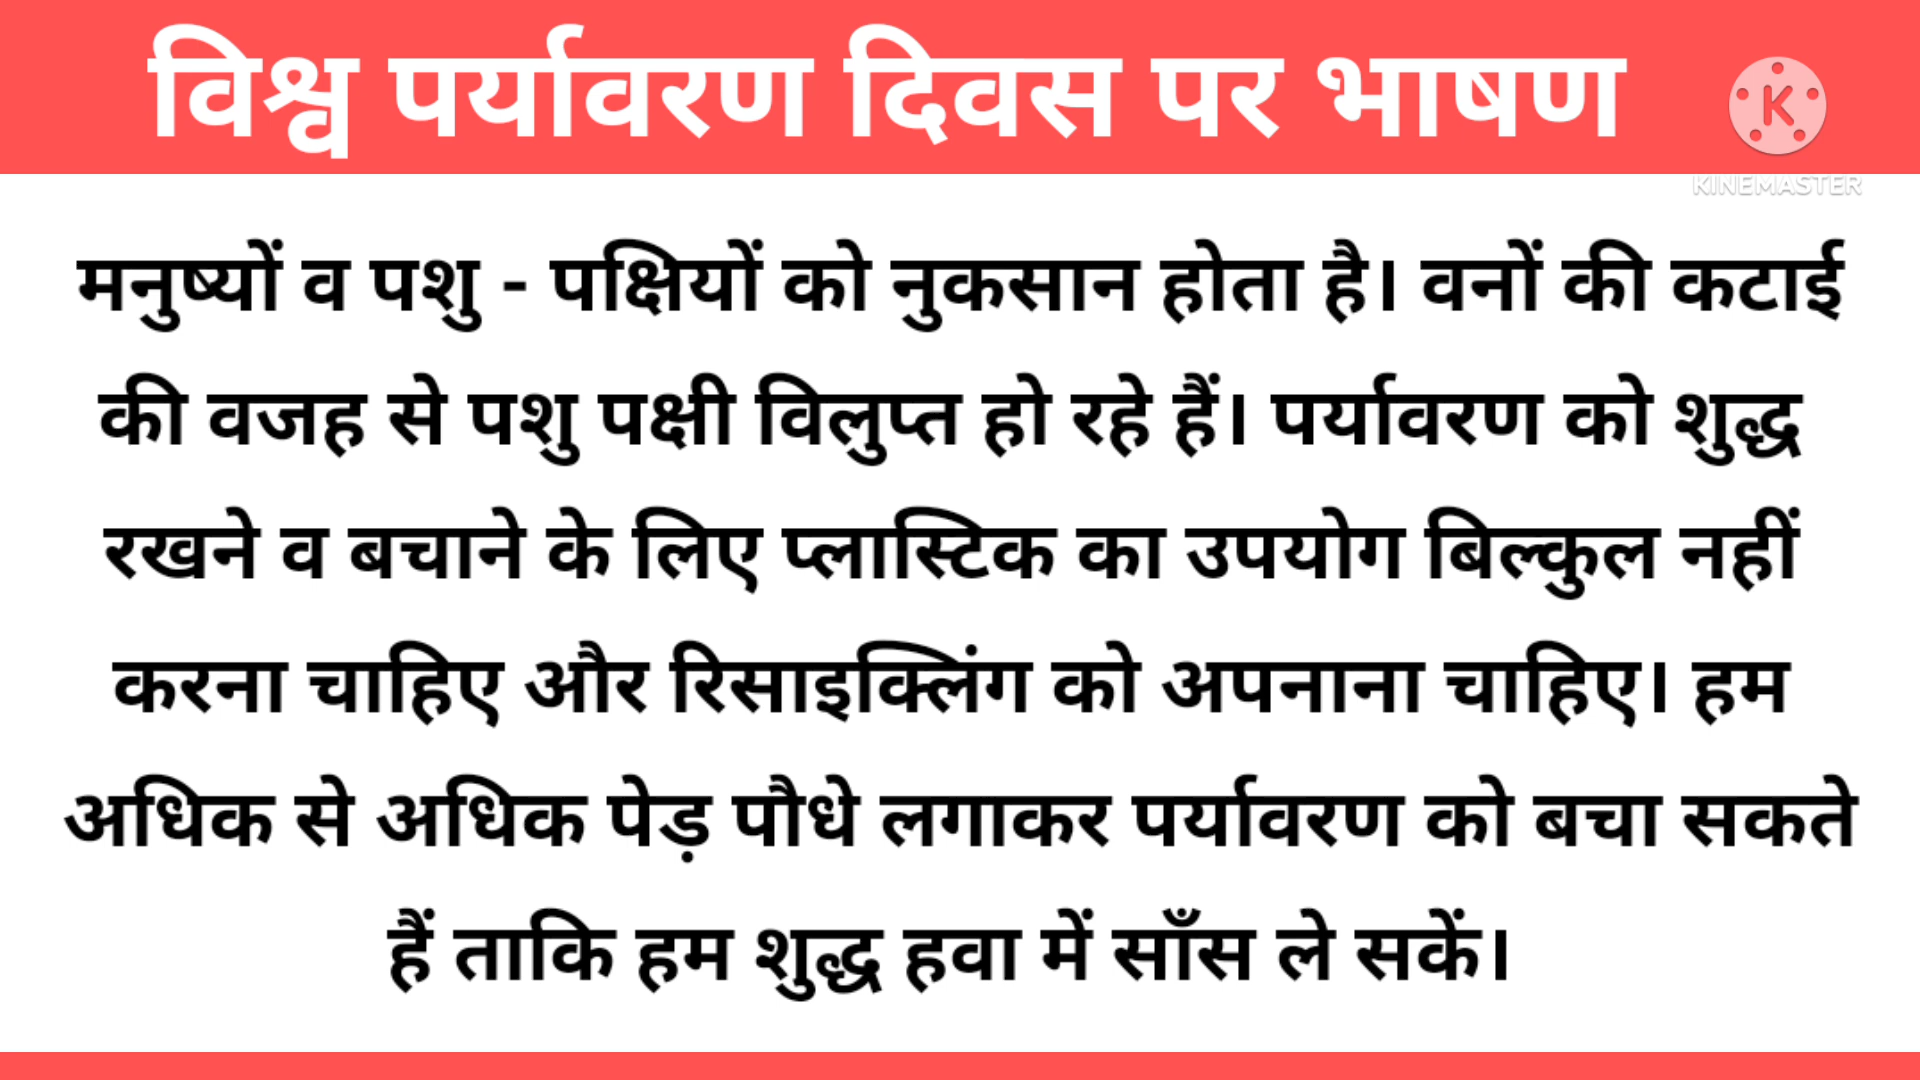 विश्व पर्यावरण दिवस पर भाषण
K
KINEMASTER
मनुष्यों व पशु - पक्षियों को नुकसान होता है। वनों की कटाई
की वजह से पशु पक्षी विलुप्त हो रहे हैं। पर्यावरण को शुद्ध
रखने व बचाने के लिए प्लास्टिक का उपयोग बिल्कुल नहीं
करना चाहिए और रिसाइक्लिंग को अपनाना चाहिए। हम
अधिक से अधिक पेड़ पौधे लगाकर पर्यावरण को बचा सकते
हैं ताकि हम शुद्ध हवा में साँस ले सकें।